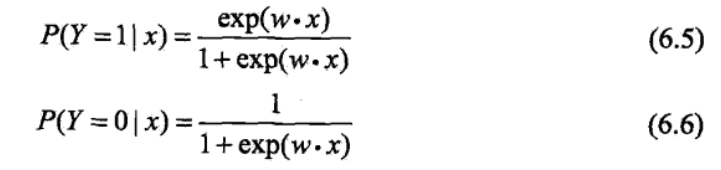 P(Y=1|x) = exp(w·x) / 1+exp(w·x) (6.5)
P(Y=0|x) = 1 / 1+exp(w·x) (6.6)